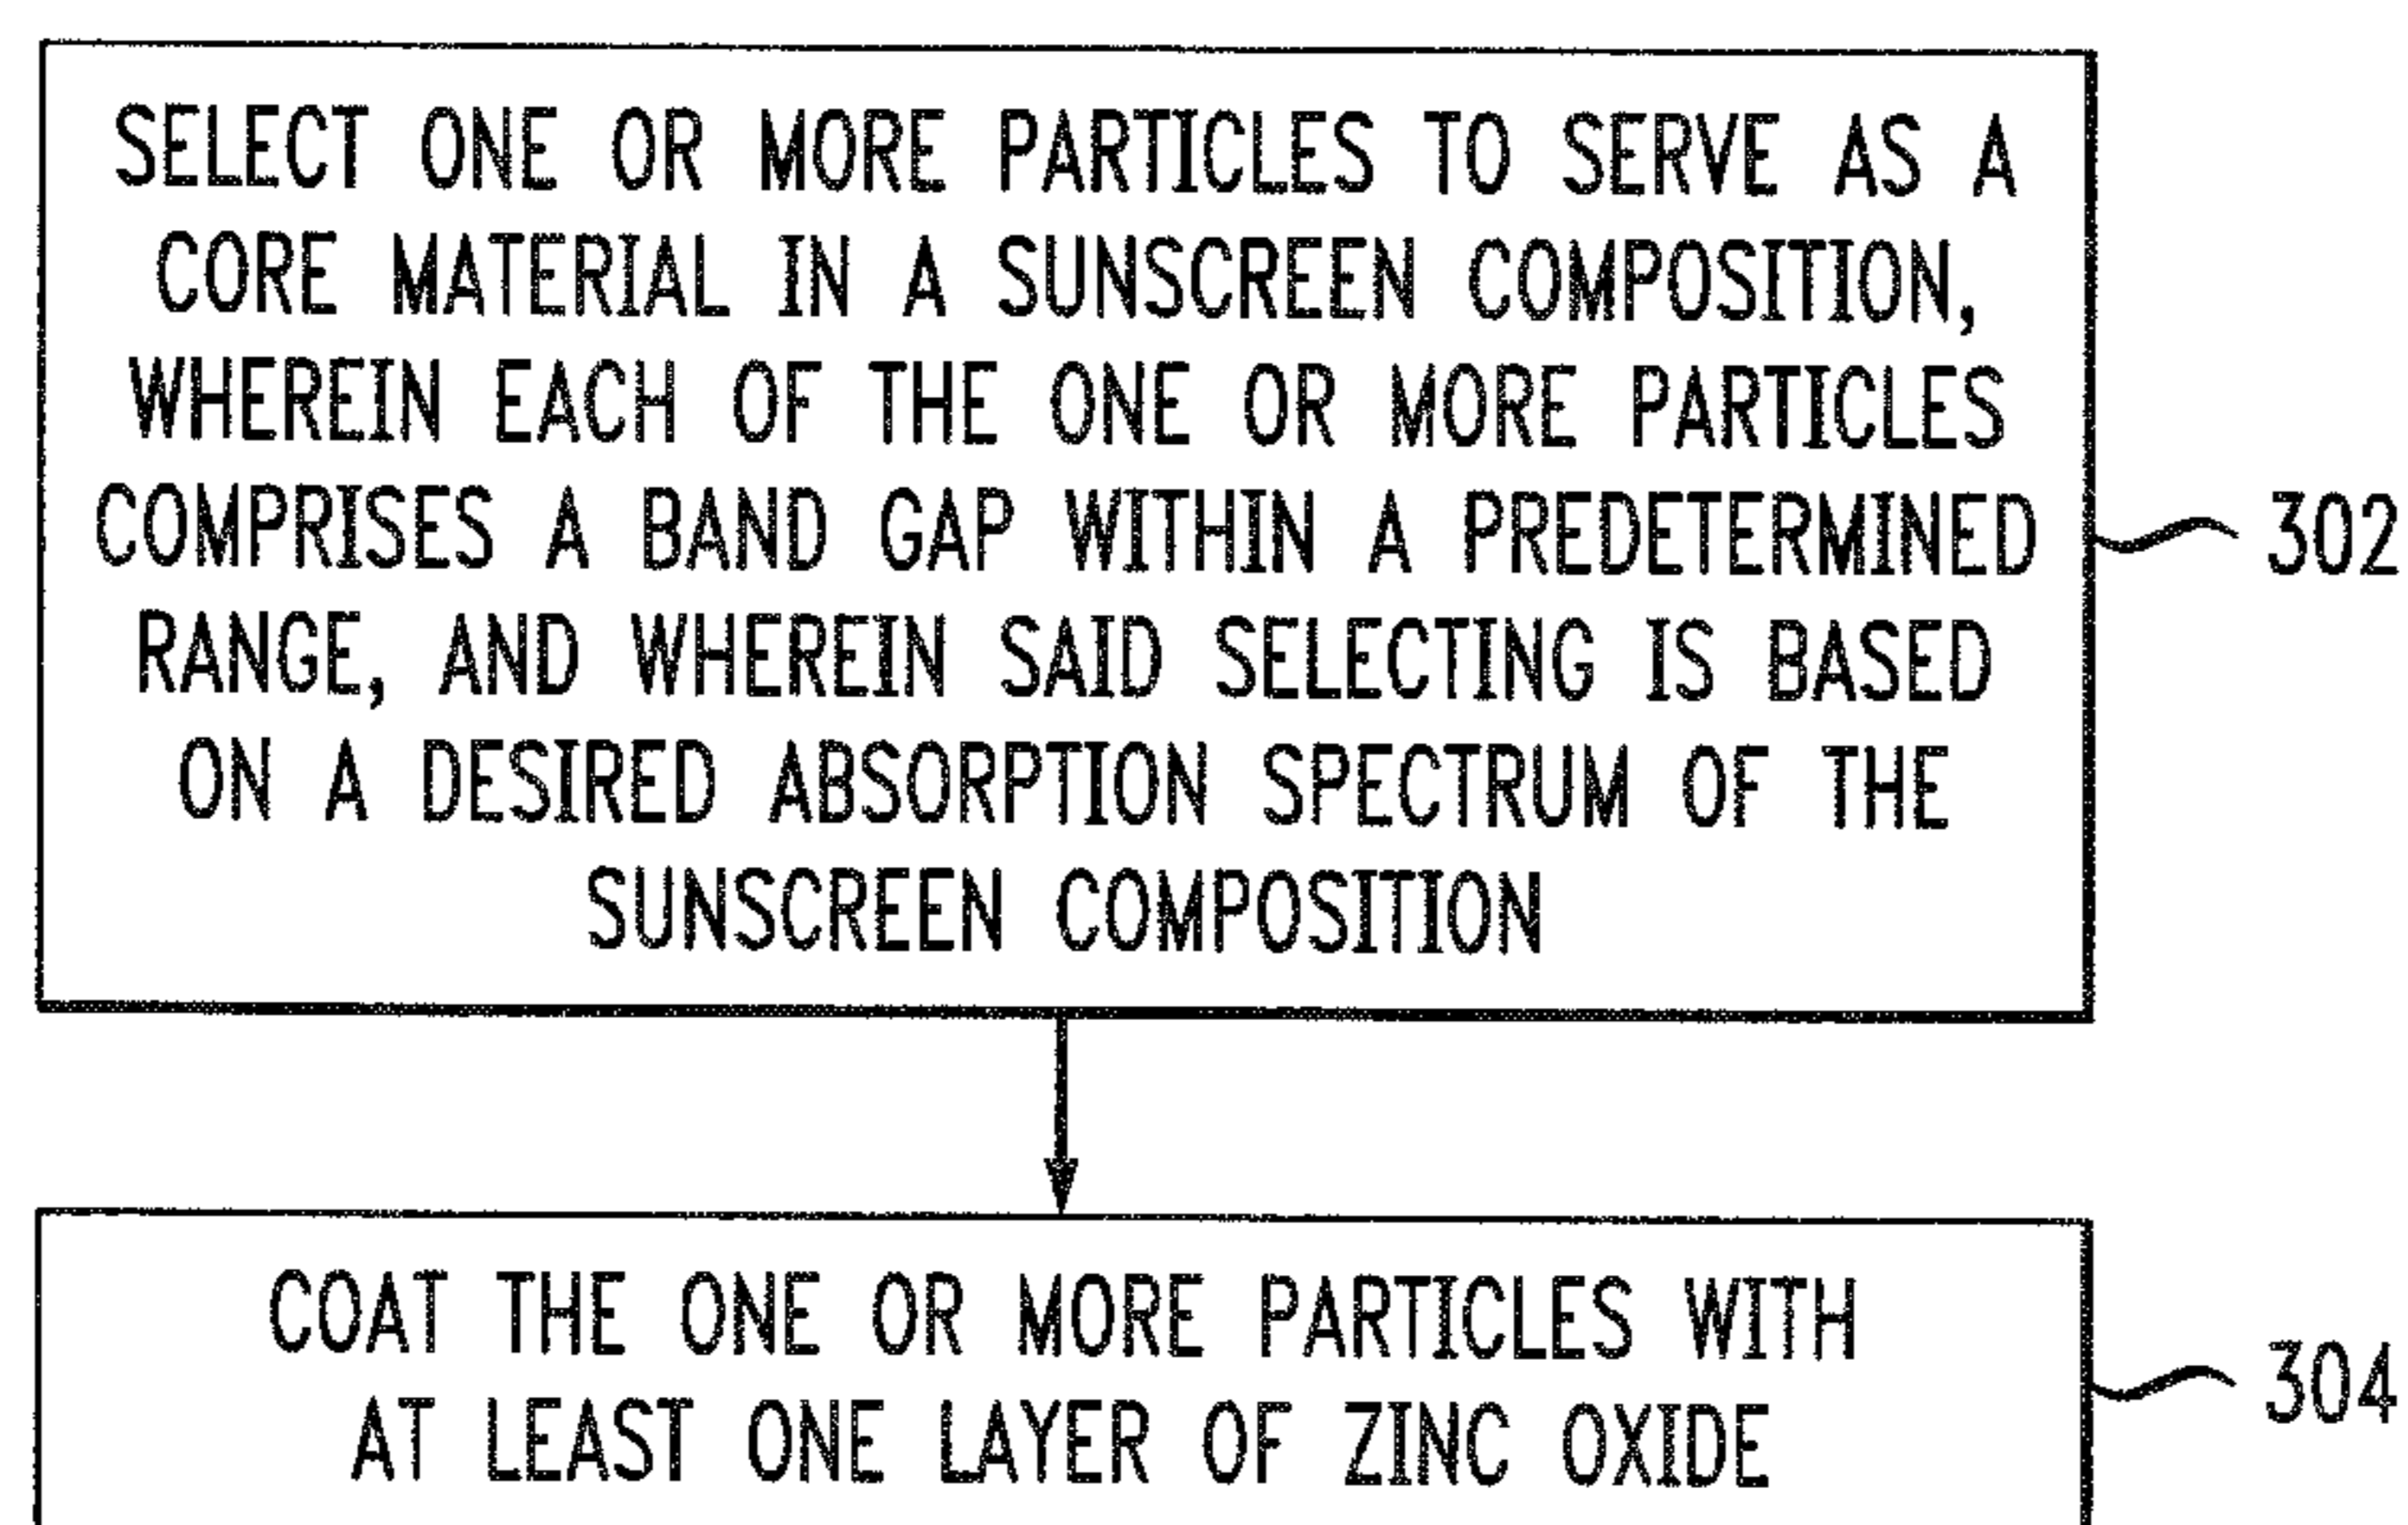 SELECT ONE OR MORE PARTICLES TO SERVE AS A
CORE MATERIAL IN A SUNSCREEN COMPOSITION,
WHEREIN EACH OF THE ONE OR MORE PARTICLES
COMPRISES A BAND GAP WITHIN A PREDETERMINED
RANGE, AND WHEREIN SAID SELECTING IS BASED
ON A DESIRED ABSORPTION SPECTRUM OF THE
SUNSCREEN COMPOSITION
302
COAT THE ONE OR MORE PARTICLES WITH
AT LEAST ONE LAYER OF ZINC OXIDE
304